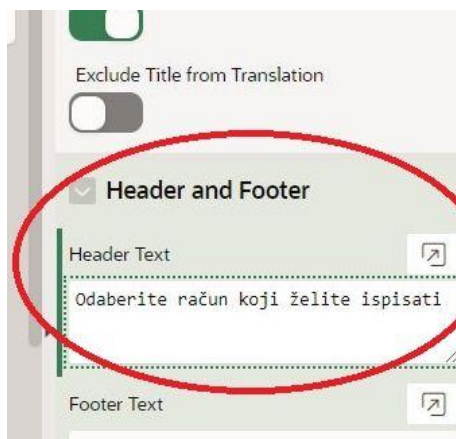 Exclude Title from Translation
Header and Footer
Header Text
Odaberite račun koji želite ispisati
Footer Text